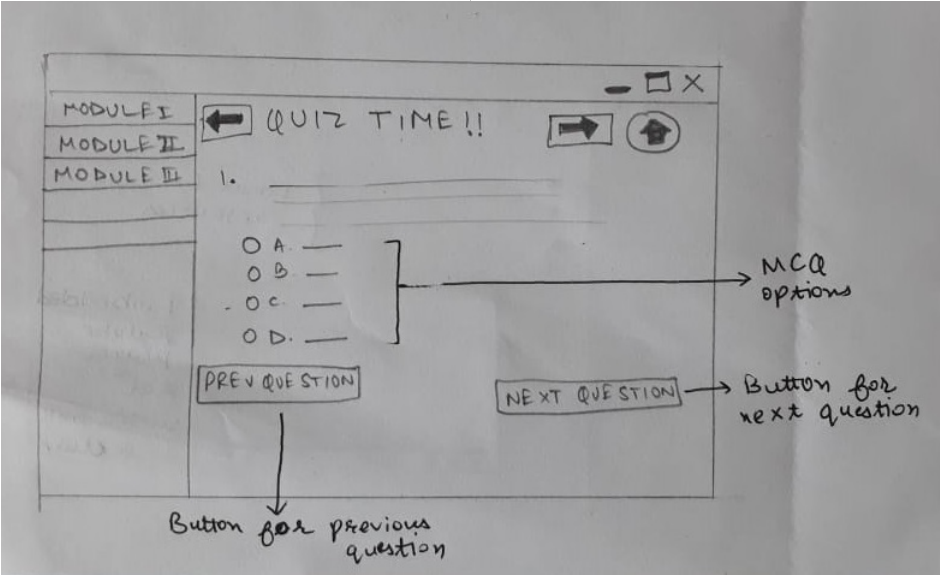 MODULE I
MODULE II
MODULE III
QUIZ TIME!!
1.
A.
B.
C.
D.
PREV QUESTION
NEXT QUESTION
MCQ
options
Button for
next question
Button for previous
question